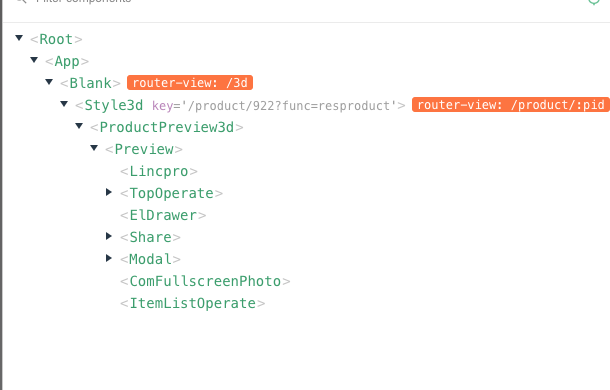 Filter components
<Root>
<App>
<Blank> router-view: /3d
<Style3d key='/product/922?func=resproduct'> router-view: /product/:pid
<ProductPreview3d>
<Preview>
<Lincpro>
<TopOperate>
<ElDrawer>
<Share>
<Modal>
<ComFullscreenPhoto>
<ItemListOperate>